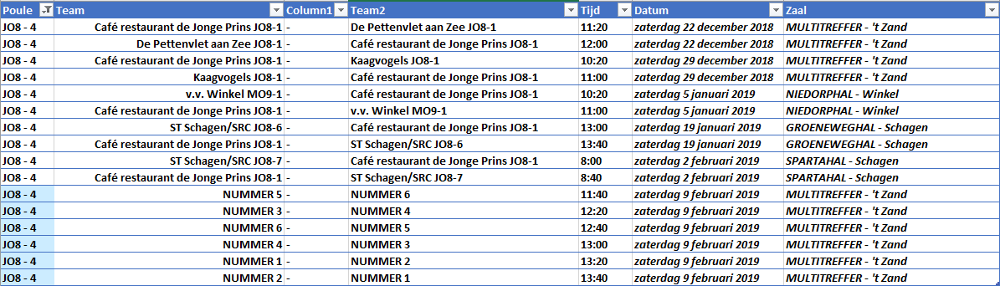 Poule Team Column1 Team2 Tijd Datum Zaal
JO8 - 4 Café restaurant de Jonge Prins JO8-1 - De Pettenvlet aan Zee JO8-1 11:20 zaterdag 22 december 2018 MULTITREFFER - 't Zand
JO8 - 4 De Pettenvlet aan Zee JO8-1 - Café restaurant de Jonge Prins JO8-1 12:00 zaterdag 22 december 2018 MULTITREFFER - 't Zand
JO8 - 4 Café restaurant de Jonge Prins JO8-1 - Kaagvogels JO8-1 10:20 zaterdag 29 december 2018 MULTITREFFER - 't Zand
JO8 - 4 Kaagvogels JO8-1 - Café restaurant de Jonge Prins JO8-1 11:00 zaterdag 29 december 2018 MULTITREFFER - 't Zand
JO8 - 4 v.v. Winkel MO9-1 - Café restaurant de Jonge Prins JO8-1 10:20 zaterdag 5 januari 2019 NIEDORPHAL - Winkel
JO8 - 4 Café restaurant de Jonge Prins JO8-1 - v.v. Winkel MO9-1 11:00 zaterdag 5 januari 2019 NIEDORPHAL - Winkel
JO8 - 4 ST Schagen/SRC JO8-6 - Café restaurant de Jonge Prins JO8-1 13:00 zaterdag 19 januari 2019 GROENEWEGHAL - Schagen
JO8 - 4 Café restaurant de Jonge Prins JO8-1 - ST Schagen/SRC JO8-6 13:40 zaterdag 19 januari 2019 GROENEWEGHAL - Schagen
JO8 - 4 ST Schagen/SRC JO8-7 - Café restaurant de Jonge Prins JO8-1 8:00 zaterdag 2 februari 2019 SPARTAHAL - Schagen
JO8 - 4 Café restaurant de Jonge Prins JO8-1 - ST Schagen/SRC JO8-7 8:40 zaterdag 2 februari 2019 SPARTAHAL - Schagen
JO8 - 4 NUMMER 5 - NUMMER 6 11:40 zaterdag 9 februari 2019 MULTITREFFER - 't Zand
JO8 - 4 NUMMER 3 - NUMMER 4 12:20 zaterdag 9 februari 2019 MULTITREFFER - 't Zand
JO8 - 4 NUMMER 6 - NUMMER 5 12:40 zaterdag 9 februari 2019 MULTITREFFER - 't Zand
JO8 - 4 NUMMER 4 - NUMMER 3 13:00 zaterdag 9 februari 2019 MULTITREFFER - 't Zand
JO8 - 4 NUMMER 1 - NUMMER 2 13:20 zaterdag 9 februari 2019 MULTITREFFER - 't Zand
JO8 - 4 NUMMER 2 - NUMMER 1 13:40 zaterdag 9 februari 2019 MULTITREFFER - 't Zand